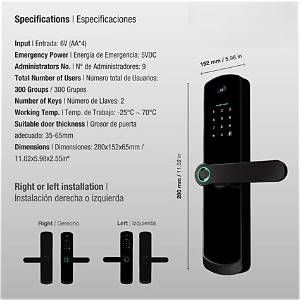 Specifications | Especificaciones
Input | Entrada: 6V (AA*4)
Emergency Power | Energía de Emergencia: 5VDC
Administrators No. | Nº de Administradores: 9
Total Number of Users | Número total de Usuarios:
300 Groups / 300 Grupos
Number of Keys | Número de Llaves: 2
Working Temp. | Temp. de Trabajo: -25°C ~ 70°C
Suitable door thickness | Grosor de puerta
adecuado: 35-65mm
Dimensions | Dimensiones: 280x152x65mm /
11.02x5.98x2.55in"
Right or left installation |
Instalación derecha o izquierda
Right | Derecho
Left | Izquierda
152 mm / 5.98 in
280 mm / 11.02 in